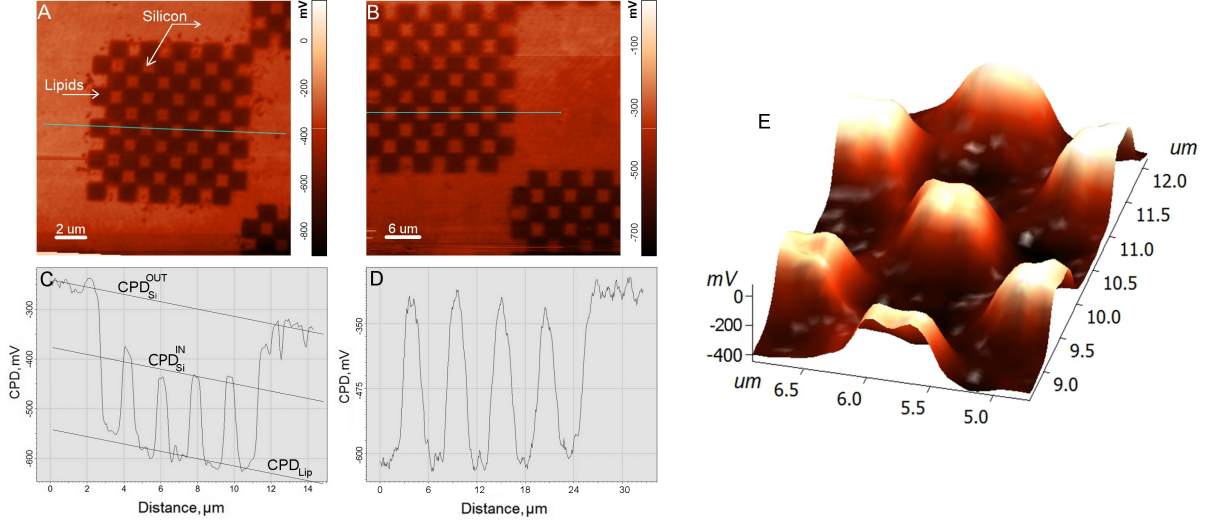 A
Silicon
Lipids
2 um
mV
0
-200
-400
-600
-800
B
6 um
mV
-100
-300
-500
-700
C
CPD Si OUT
CPD Si IN
CPD Lip
CPD, mV
-300
-400
-500
-600
0 2 4 6 8 10 12 14
Distance, µm
D
CPD, mV
-350
-475
-600
0 6 12 18 24 30
Distance, µm
E
um
12.0
11.5
11.0
10.5
10.0
9.5
9.0
mV
0
-200
-400
um
6.5 6.0 5.5 5.0